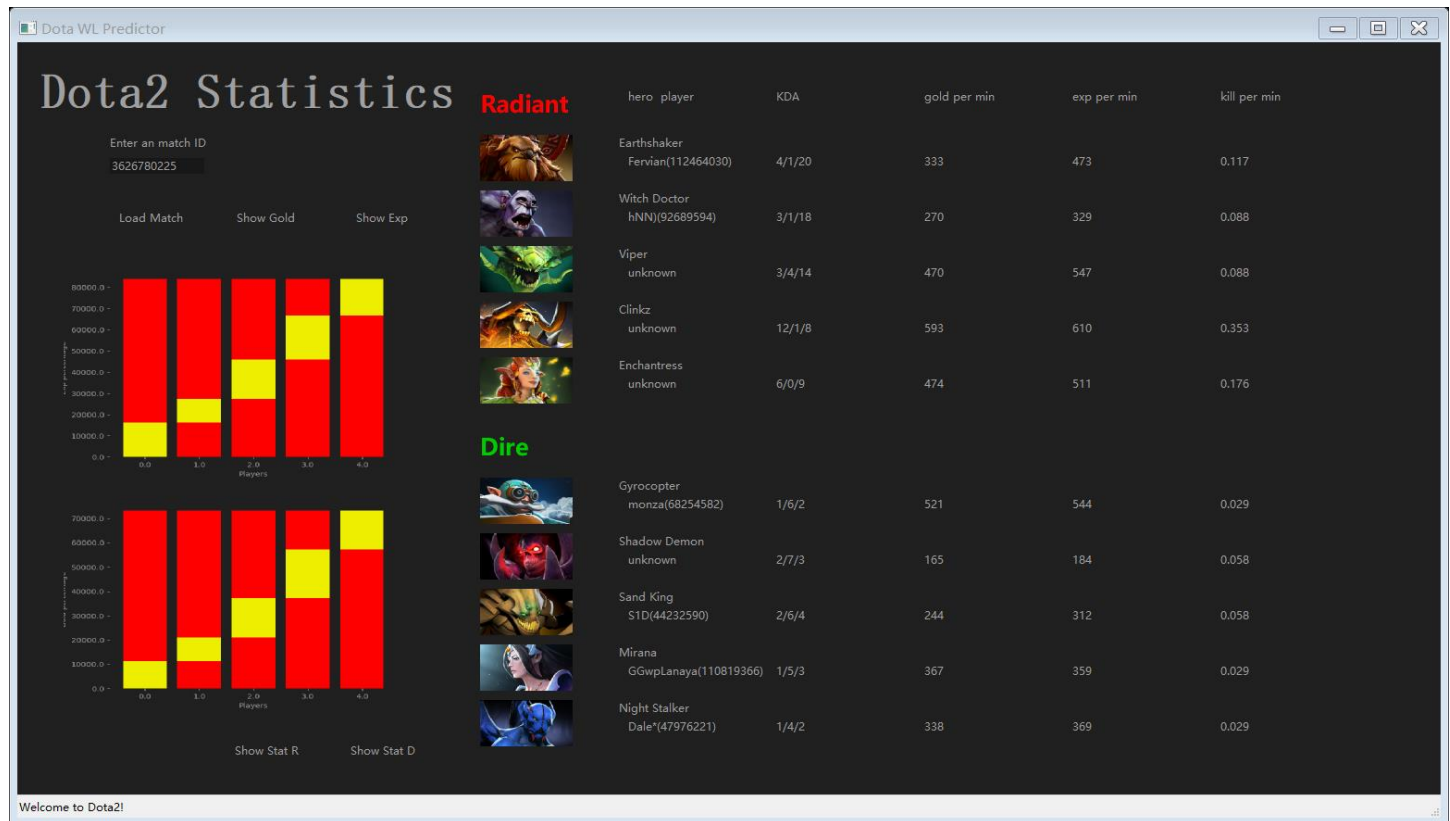 Dota WL Predictor
Dota2 Statistics
Enter an match ID
3626780225
Load Match Show Gold Show Exp
80000.0
70000.0
60000.0
50000.0
40000.0
30000.0
20000.0
10000.0
0.0
0.0 1.0 2.0 3.0 4.0
Players
70000.0
60000.0
50000.0
40000.0
30000.0
20000.0
10000.0
0.0
0.0 1.0 2.0 3.0 4.0
Players
Show Stat R Show Stat D
Radiant hero player KDA gold per min exp per min kill per min
Earthshaker
Fervian(112464030) 4/1/20 333 473 0.117
Witch Doctor
hNN)(92689594) 3/1/18 270 329 0.088
Viper
unknown 3/4/14 470 547 0.088
Clinkz
unknown 12/1/8 593 610 0.353
Enchantress
unknown 6/0/9 474 511 0.176
Dire
Gyrocopter
monza(68254582) 1/6/2 521 544 0.029
Shadow Demon
unknown 2/7/3 165 184 0.058
Sand King
S1D(44232590) 2/6/4 244 312 0.058
Mirana
GGwpLanaya(110819366) 1/5/3 367 359 0.029
Night Stalker
Dale*(47976221) 1/4/2 338 369 0.029
Welcome to Dota2!